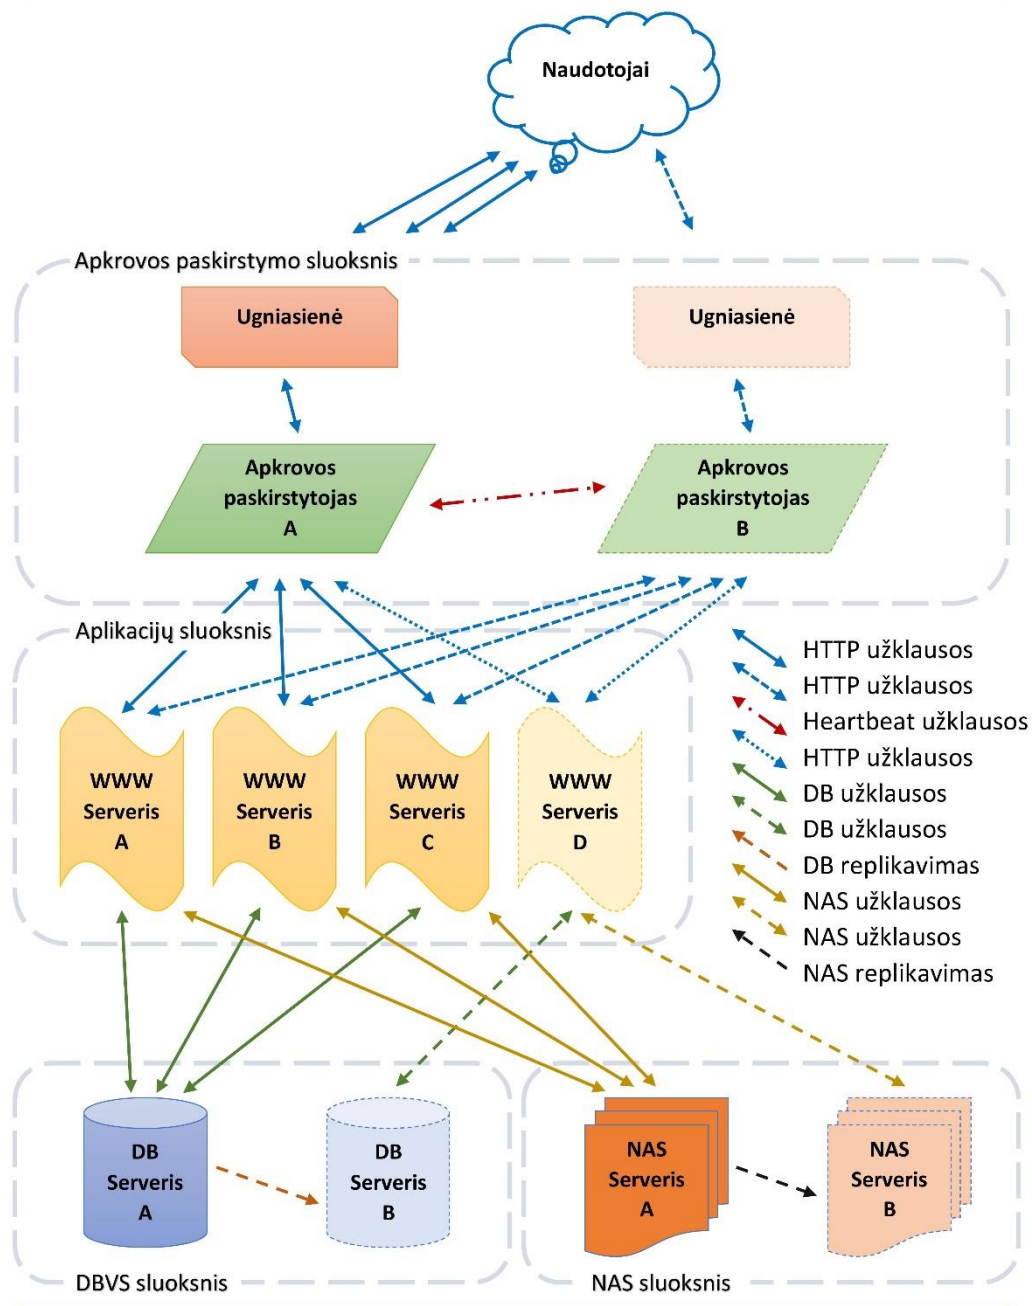 Naudotojai
Apkrovos paskirstymo sluoksnis
Ugniasienė
Ugniasienė
Apkrovos
paskirstytojas
A
Apkrovos
paskirstytojas
B
Aplikacijų sluoksnis
HTTP užklausos
HTTP užklausos
Heartbeat užklausos
HTTP užklausos
DB užklausos
DB užklausos
DB replikavimas
NAS užklausos
NAS užklausos
NAS replikavimas
WWW
Serveris
A
WWW
Serveris
B
WWW
Serveris
C
WWW
Serveris
D
DB
Serveris
A
DB
Serveris
B
NAS
Serveris
A
NAS
Serveris
B
DBVS sluoksnis
NAS sluoksnis